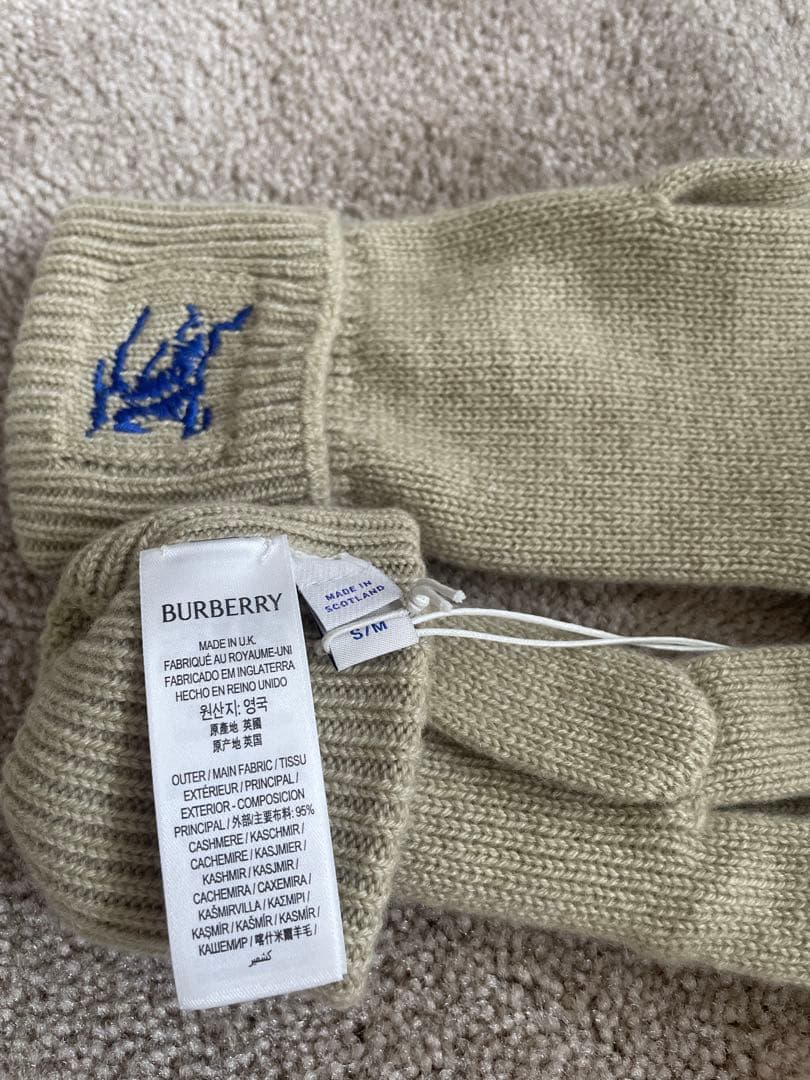 BURBERRY
MADE IN U.K.
FABRIQUÉ AU ROYAUME-UNI
FABRICADO EM INGLATERRA
HECHO EN REINO UNIDO
원산지: 영국
原產地 英國
原产地 英国
OUTER / MAIN FABRIC / TISSU
EXTÉRIEUR / PRINCIPAL /
EXTERIOR - COMPOSICION
PRINCIPAL / 外部/主要布料: 95%
CASHMERE / KASCHMIR /
CACHEMIRE / KASJMIER /
KASHMIR / KASJMIR /
CACHEMIRA / CAXEMIRA /
KAŠMIRVILLA / ΚΑΣΜΙΡΙ /
KAŞMİR / KAŠMÍR / KASMÍR /
КАШЕМИР / 喀什米爾羊毛 /
كشمير
MADE IN
SCOTLAND
S/M